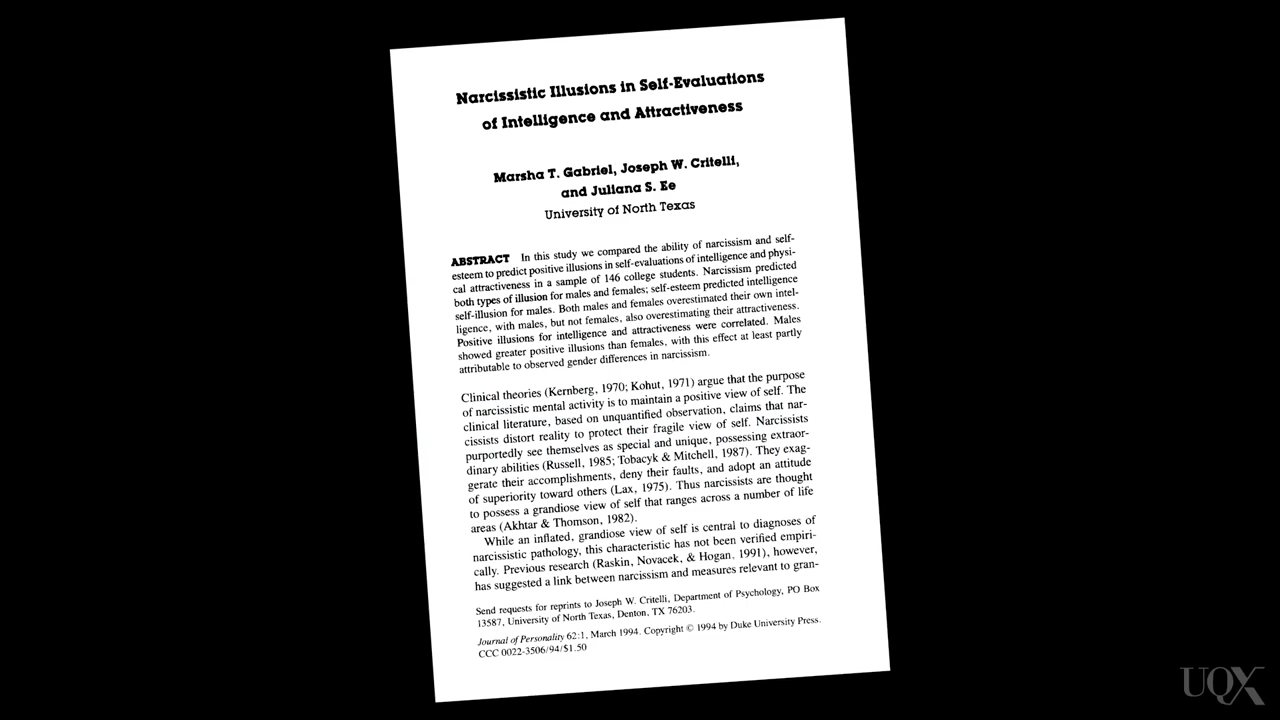 Narcissistic Illusions in Self-Evaluations
of Intelligence and Attractiveness
Marsha T. Gabriel, Joseph W. Critelli,
and Juliana S. Ee
University of North Texas
ABSTRACT In this study we compared the ability of narcissism and self-
esteem to predict positive illusions in self-evaluations of intelligence and physi-
cal attractiveness in a sample of 146 college students. Narcissism predicted
both types of illusion for males and females; self-esteem predicted intelligence
self-illusion for males. Both males and females overestimated their own intel-
ligence, with males, but not females, also overestimating their attractiveness.
Positive illusions for intelligence and attractiveness were correlated. Males
showed greater positive illusions than females, with this effect at least partly
attributable to observed gender differences in narcissism.
Clinical theories (Kernberg, 1970; Kohut, 1971) argue that the purpose
of narcissistic mental activity is to maintain a positive view of self. The
clinical literature, based on unquantified observation, claims that nar-
cissists distort reality to protect their fragile view of self. Narcissists
purportedly see themselves as special and unique, possessing extraor-
dinary abilities (Russell, 1985; Tobacyk & Mitchell, 1987). They exag-
gerate their accomplishments, deny their faults, and adopt an attitude
of superiority toward others (Lax, 1975). Thus narcissists are thought
to possess a grandiose view of self that ranges across a number of life
areas (Akhtar & Thomson, 1982).
While an inflated, grandiose view of self is central to diagnoses of
narcissistic pathology, this characteristic has not been verified empiri-
cally. Previous research (Raskin, Novacek, & Hogan, 1991), however,
has suggested a link between narcissism and measures relevant to gran-
Send requests for reprints to Joseph W. Critelli, Department of Psychology, PO Box
13587, University of North Texas, Denton, TX 76203.
Journal of Personality 62:1, March 1994. Copyright © 1994 by Duke University Press.
CCC 0022-3506/94/$1.50
UQX